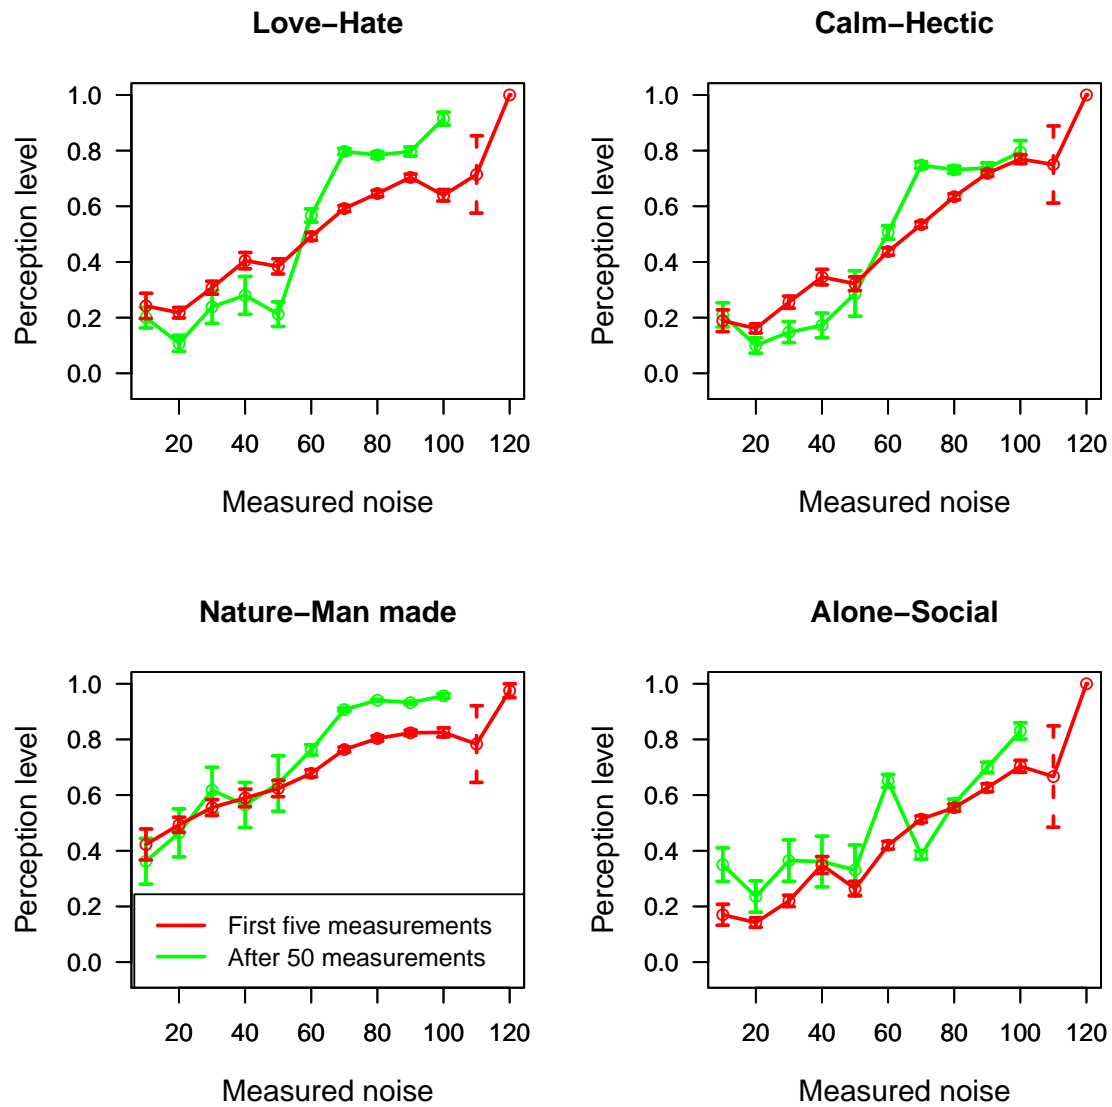 Love−Hate
Perception level
1.0
0.8
0.6
0.4
0.2
0.0
20 40 60 80 100 120
Measured noise
Calm−Hectic
Perception level
1.0
0.8
0.6
0.4
0.2
0.0
20 40 60 80 100 120
Measured noise
Nature−Man made
Perception level
1.0
0.8
0.6
0.4
0.2
0.0
First five measurements
After 50 measurements
20 40 60 80 100 120
Measured noise
Alone−Social
Perception level
1.0
0.8
0.6
0.4
0.2
0.0
20 40 60 80 100 120
Measured noise